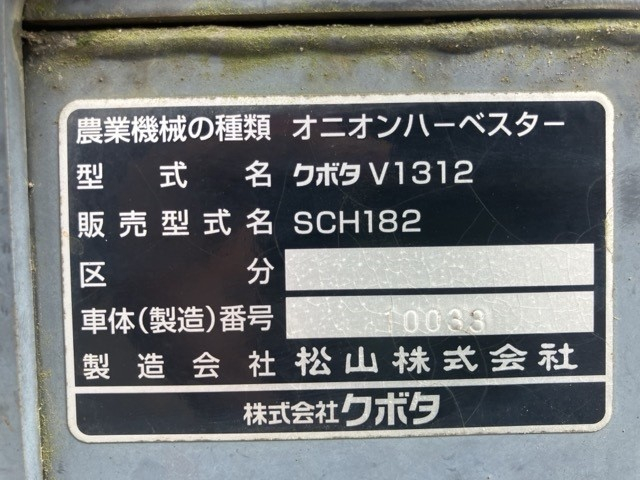 農業機械の種類 オニオンハーベスター
型式名 クボタ V1312
販売型式名 SCH182
区分
車体(製造)番号 10033
製造会社 松山株式会社
株式会社クボタ